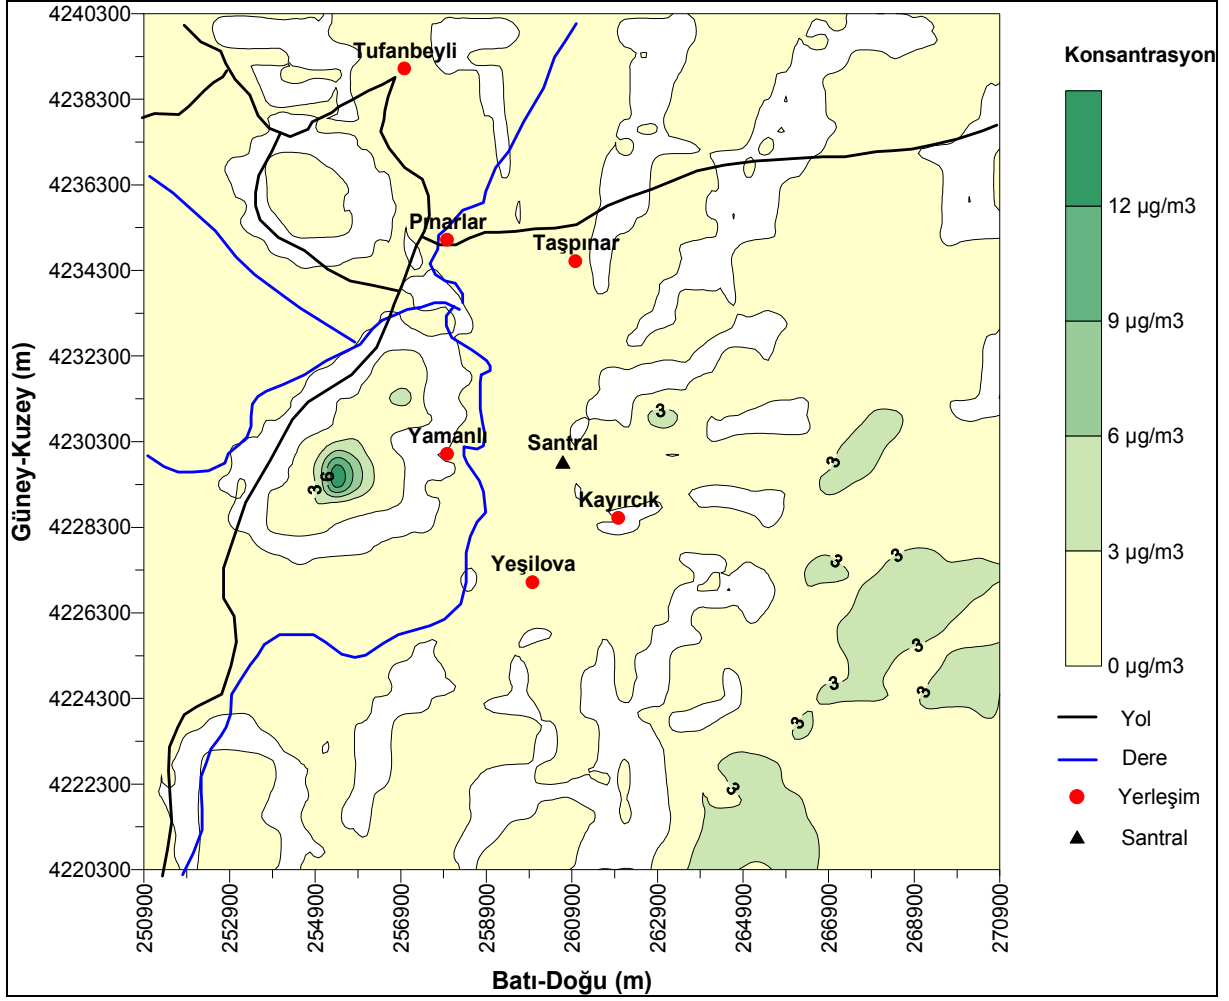 4240300
4238300
4236300
4234300
4232300
4230300
4228300
4226300
4224300
4222300
4220300
Güney-Kuzey (m)
250900
252900
254900
256900
258900
260900
262900
264900
266900
268900
270900
Batı-Doğu (m)
Tufanbeyli
Pınarlar
Taşpınar
Yamanlı
Santral
Kayırcık
Yeşilova
3
6
3
3
3
3
3
3
3
3
3
Konsantrasyon
12 µg/m3
9 µg/m3
6 µg/m3
3 µg/m3
0 µg/m3
Yol
Dere
Yerleşim
Santral